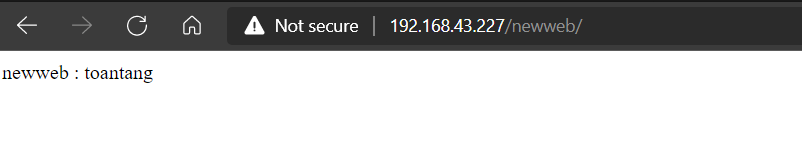 Not secure | 192.168.43.227/newweb/
newweb : toantang